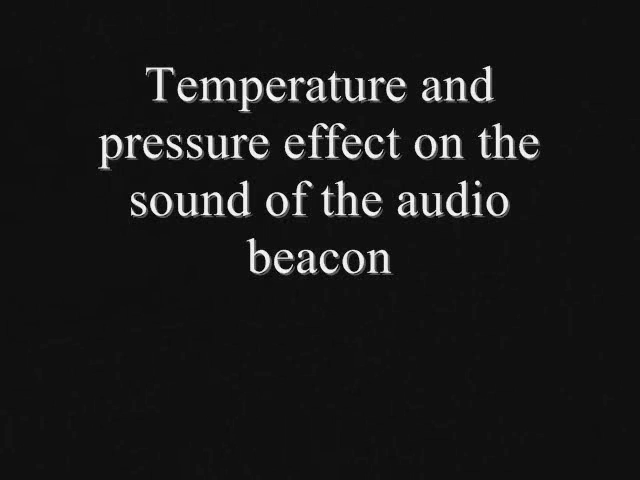 Temperature and
pressure effect on the
sound of the audio
beacon